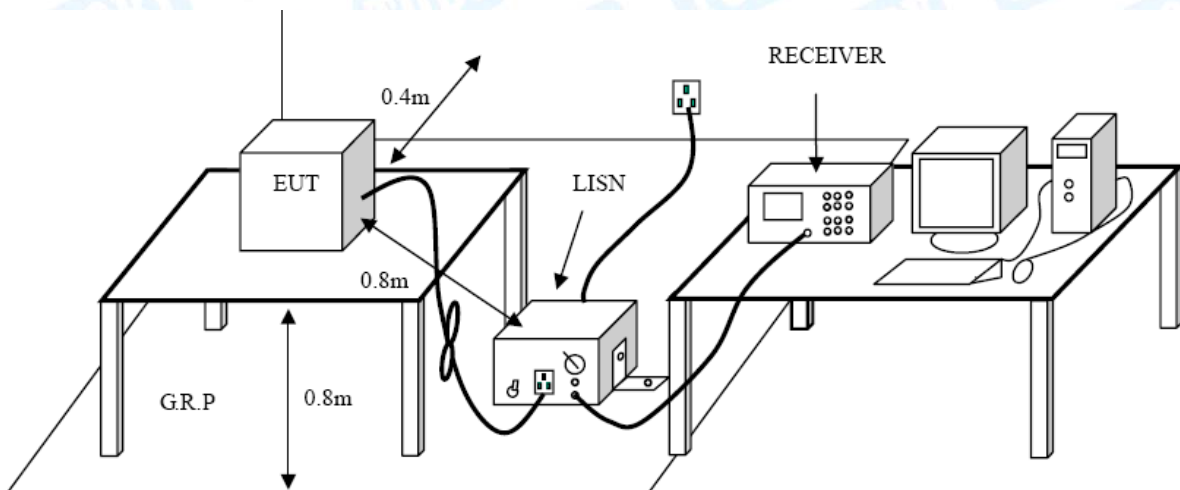 RECEIVER
0.4m
EUT
LISN
0.8m
G.R.P
0.8m